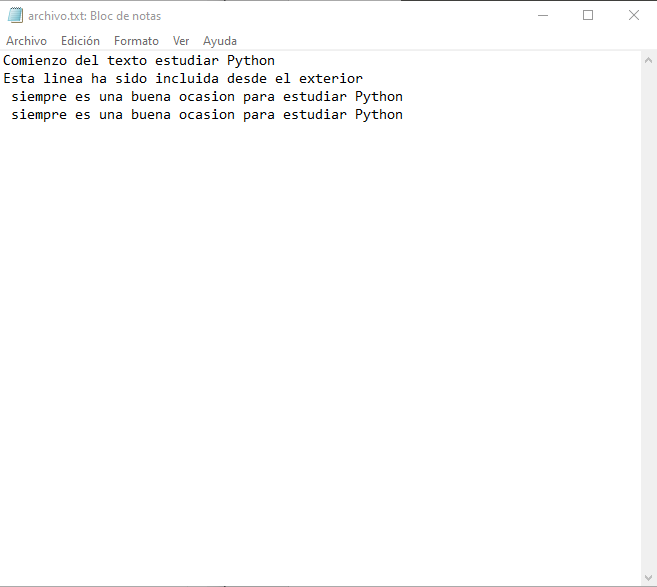 archivo.txt: Bloc de notas
Archivo Edición Formato Ver Ayuda
Comienzo del texto estudiar Python
Esta linea ha sido incluida desde el exterior
 siempre es una buena ocasion para estudiar Python
 siempre es una buena ocasion para estudiar Python